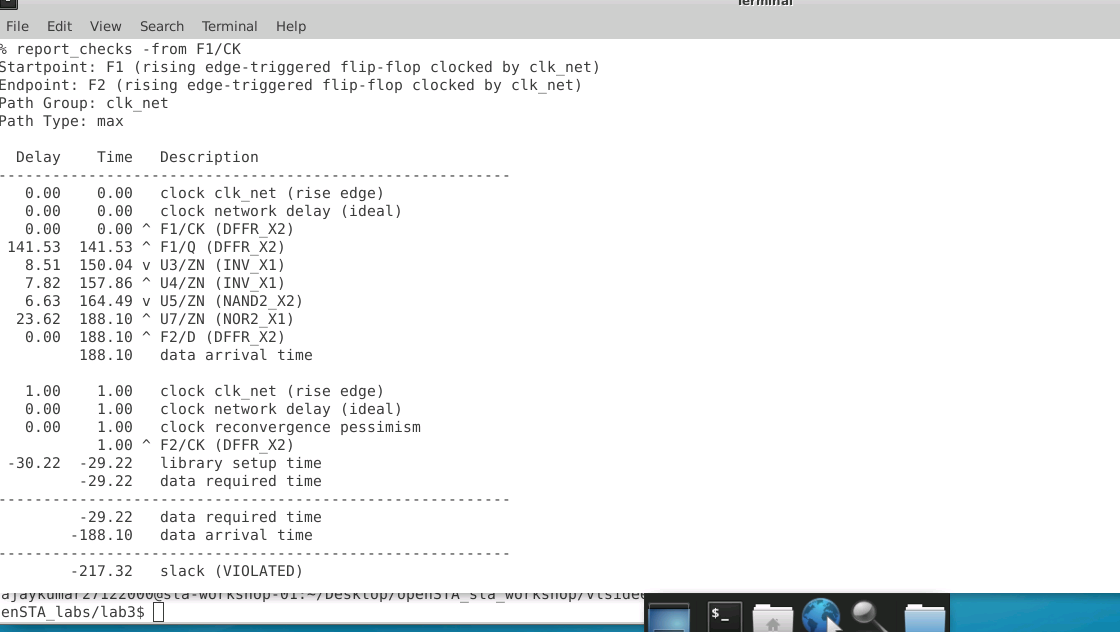 Terminal
File Edit View Search Terminal Help
% report_checks -from F1/CK
Startpoint: F1 (rising edge-triggered flip-flop clocked by clk_net)
Endpoint: F2 (rising edge-triggered flip-flop clocked by clk_net)
Path Group: clk_net
Path Type: max
Delay Time Description
---------------------------------------------------------
0.00 0.00 clock clk_net (rise edge)
0.00 0.00 clock network delay (ideal)
0.00 0.00 ^ F1/CK (DFFR_X2)
141.53 141.53 ^ F1/Q (DFFR_X2)
8.51 150.04 v U3/ZN (INV_X1)
7.82 157.86 ^ U4/ZN (INV_X1)
6.63 164.49 v U5/ZN (NAND2_X2)
23.62 188.10 ^ U7/ZN (NOR2_X1)
0.00 188.10 ^ F2/D (DFFR_X2)
188.10 data arrival time
1.00 1.00 clock clk_net (rise edge)
0.00 1.00 clock network delay (ideal)
0.00 1.00 clock reconvergence pessimism
1.00 ^ F2/CK (DFFR_X2)
-30.22 -29.22 library setup time
-29.22 data required time
---------------------------------------------------------
-29.22 data required time
-188.10 data arrival time
---------------------------------------------------------
-217.32 slack (VIOLATED)
ajaykumar27122000@sta-workshop-01:~/Desktop/openSTA_sta_workshop/vlside
enSTA_labs/lab3$
$_